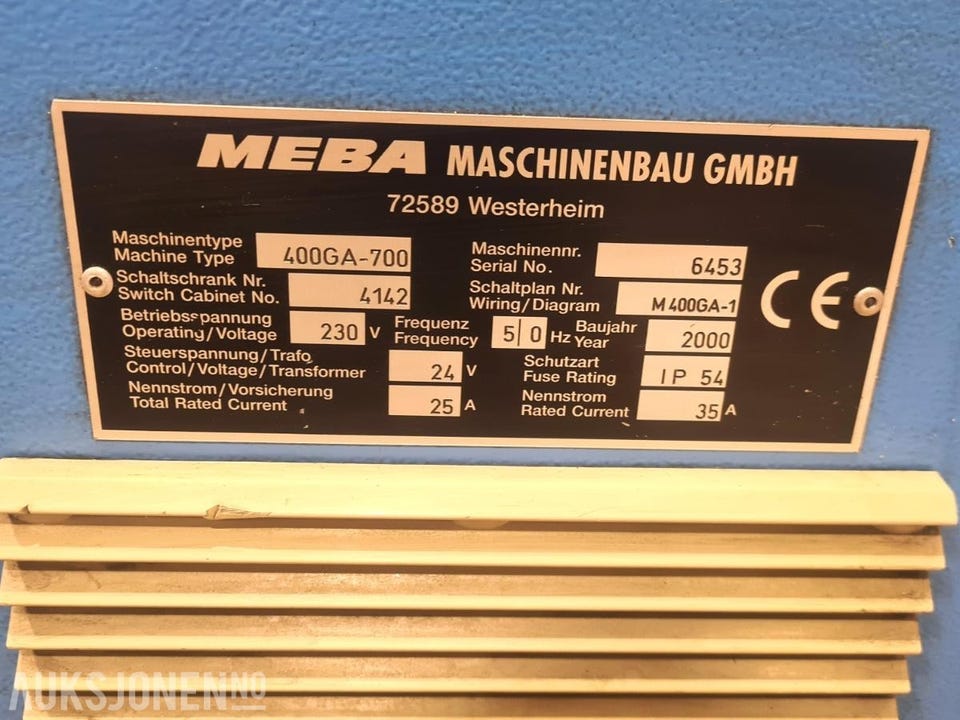 MEBA MASCHINENBAU GMBH
72589 Westerheim
Maschinentype
Machine Type 400GA-700
Maschinennr.
Serial No. 6453
Schaltschrank Nr.
Switch Cabinet No. 4142
Schaltplan Nr.
Wiring/Diagram M400GA-1
Betriebsspannung
Operating/Voltage 230 V
Frequenz
Frequency 50 Hz
Baujahr
Year 2000
Steuerspannung/Trafo
Control/Voltage/Transformer 24 V
Schutzart
Fuse Rating IP 54
Nennstrom/Vorsicherung
Total Rated Current 25 A
Nennstrom
Rated Current 35 A
CE
AUKSJONEN.NO